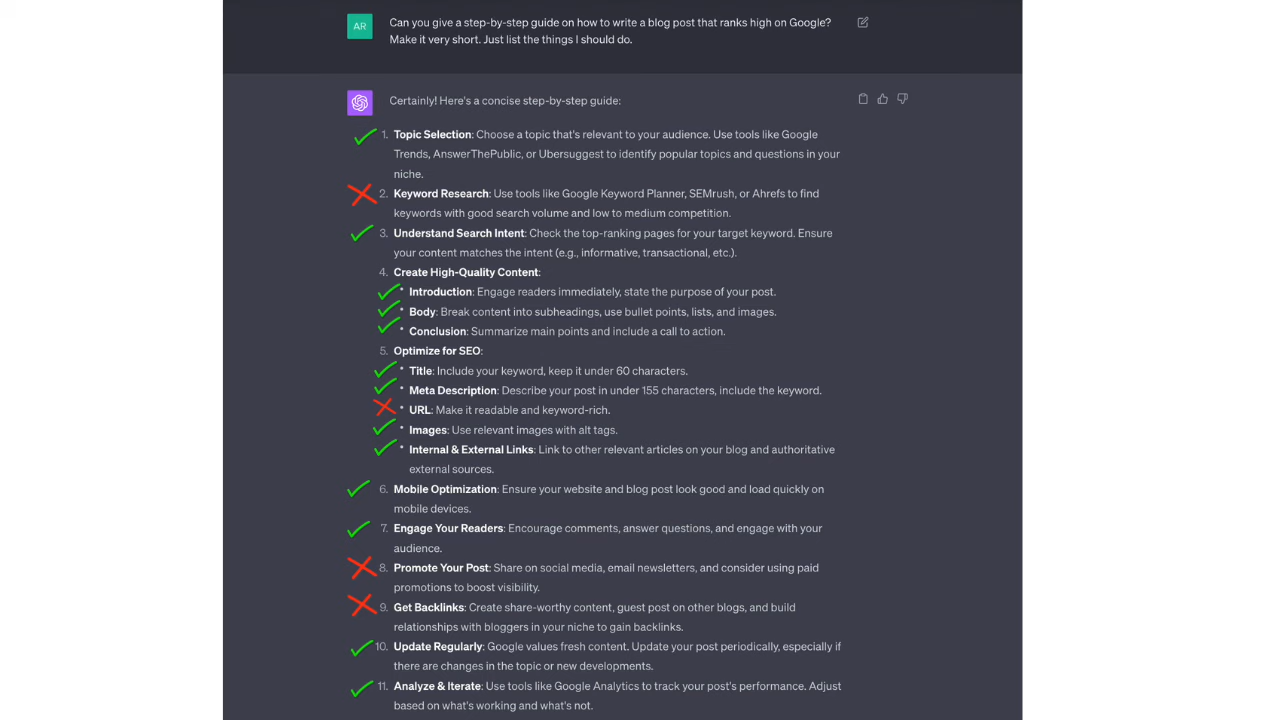 AR
Can you give a step-by-step guide on how to write a blog post that ranks high on Google?
Make it very short. Just list the things I should do.
Certainly! Here's a concise step-by-step guide:
1. Topic Selection: Choose a topic that's relevant to your audience. Use tools like Google
Trends, AnswerThePublic, or Ubersuggest to identify popular topics and questions in your
niche.
2. Keyword Research: Use tools like Google Keyword Planner, SEMrush, or Ahrefs to find
keywords with good search volume and low to medium competition.
3. Understand Search Intent: Check the top-ranking pages for your target keyword. Ensure
your content matches the intent (e.g., informative, transactional, etc.).
4. Create High-Quality Content:
• Introduction: Engage readers immediately, state the purpose of your post.
• Body: Break content into subheadings, use bullet points, lists, and images.
• Conclusion: Summarize main points and include a call to action.
5. Optimize for SEO:
• Title: Include your keyword, keep it under 60 characters.
• Meta Description: Describe your post in under 155 characters, include the keyword.
• URL: Make it readable and keyword-rich.
• Images: Use relevant images with alt tags.
• Internal & External Links: Link to other relevant articles on your blog and authoritative
external sources.
6. Mobile Optimization: Ensure your website and blog post look good and load quickly on
mobile devices.
7. Engage Your Readers: Encourage comments, answer questions, and engage with your
audience.
8. Promote Your Post: Share on social media, email newsletters, and consider using paid
promotions to boost visibility.
9. Get Backlinks: Create share-worthy content, guest post on other blogs, and build
relationships with bloggers in your niche to gain backlinks.
10. Update Regularly: Google values fresh content. Update your post periodically, especially if
there are changes in the topic or new developments.
11. Analyze & Iterate: Use tools like Google Analytics to track your post's performance. Adjust
based on what's working and what's not.